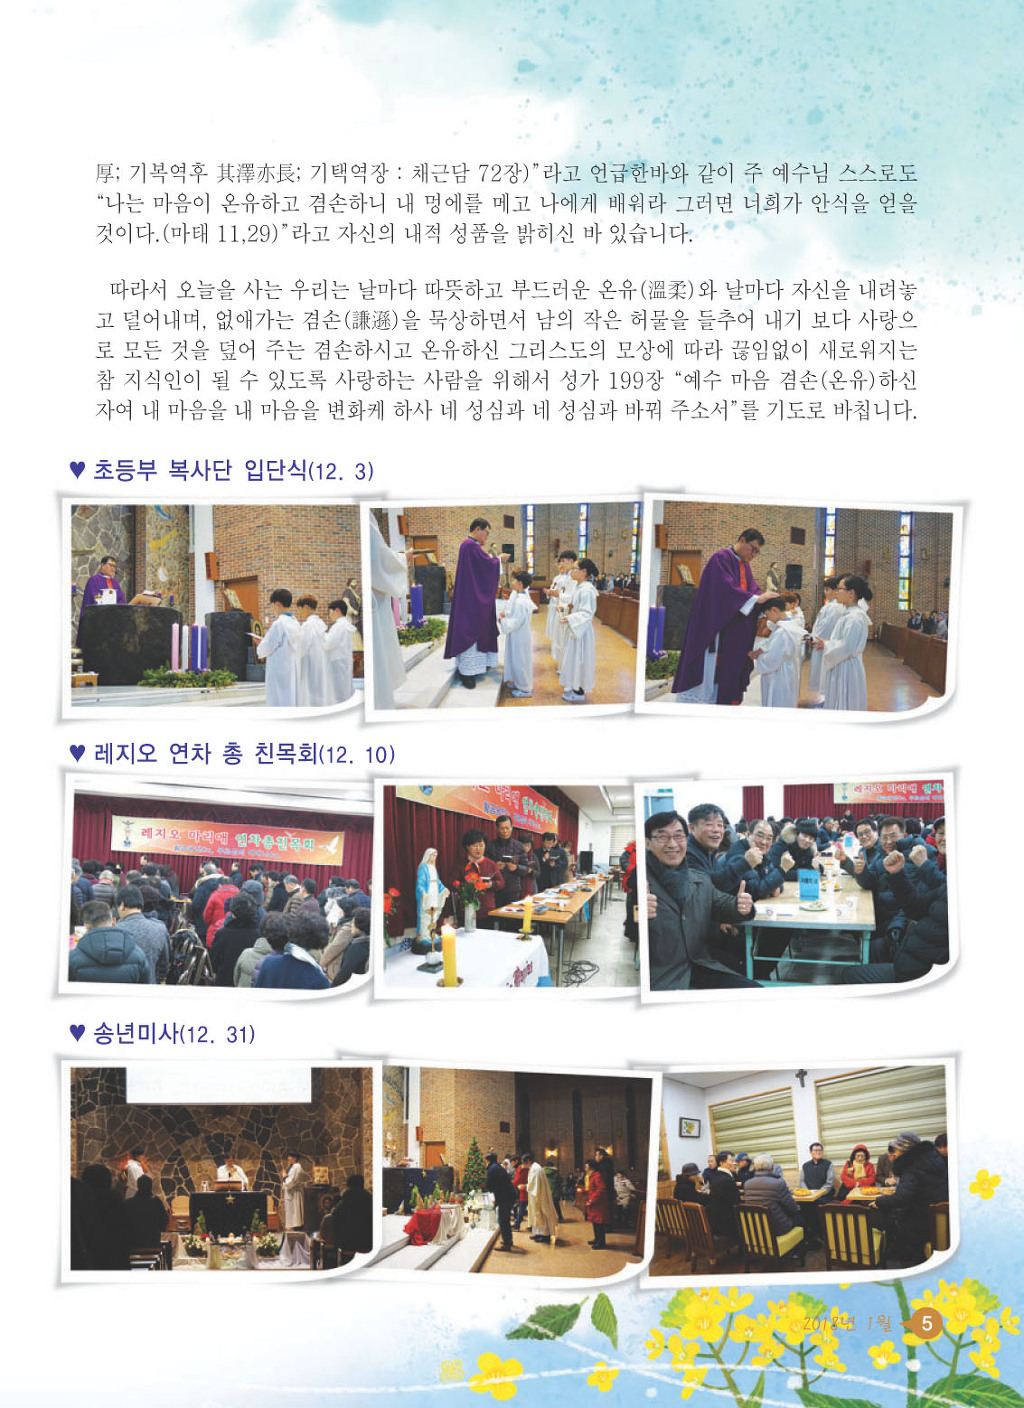 厚; 기복역후 其澤亦長; 기택역장 : 채근담 72장)”라고 언급한바와 같이 주 예수님 스스로도
“나는 마음이 온유하고 겸손하니 내 멍에를 메고 나에게 배워라 그러면 너희가 안식을 얻을
것이다.(마태 11,29)”라고 자신의 내적 성품을 밝히신 바 있습니다.
따라서 오늘을 사는 우리는 날마다 따뜻하고 부드러운 온유(溫柔)와 날마다 자신을 내려놓
고 덜어내며, 없애가는 겸손(謙遜)을 묵상하면서 남의 작은 허물을 들추어 내기 보다 사랑으
로 모든 것을 덮어 주는 겸손하시고 온유하신 그리스도의 모상에 따라 끊임없이 새로워지는
참 지식인이 될 수 있도록 사랑하는 사람을 위해서 성가 199장 “예수 마음 겸손(온유)하신
자여 내 마음을 내 마음을 변화케 하사 네 성심과 네 성심과 바꿔 주소서”를 기도로 바칩니다.
♥ 초등부 복사단 입단식(12. 3)
♥ 레지오 연차 총 친목회(12. 10)
레지오 마리애 연차총친목회
레지오 마리애
♥ 송년미사(12. 31)
2018년 1월 5